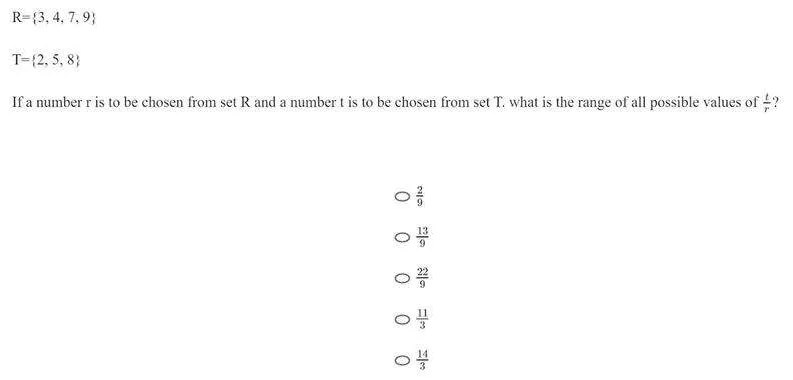 R={3, 4, 7, 9}
T={2, 5, 8}
If a number r is to be chosen from set R and a number t is to be chosen from set T. what is the range of all possible values of t/r?
2/9
13/9
22/9
11/3
14/3